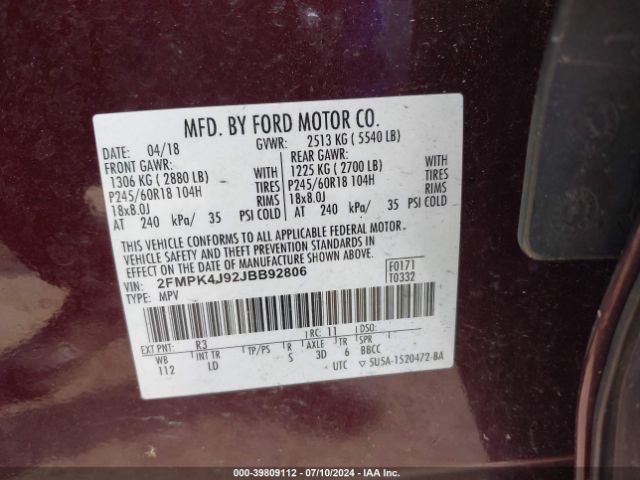 MFD. BY FORD MOTOR CO.
DATE: 04/18 GVWR: 2513 KG ( 5540 LB)
FRONT GAWR: REAR GAWR:
1306 KG ( 2880 LB) WITH 1225 KG ( 2700 LB) WITH
P245/60R18 104H TIRES P245/60R18 104H TIRES
18x8.0J RIMS 18x8.0J RIMS
AT 240 kPa/ 35 PSI COLD AT 240 kPa/ 35 PSI COLD
THIS VEHICLE CONFORMS TO ALL APPLICABLE FEDERAL MOTOR
VEHICLE SAFETY AND THEFT PREVENTION STANDARDS IN
EFFECT ON THE DATE OF MANUFACTURE SHOWN ABOVE.
VIN: 2FMPK4J92JBB92806 F0171
TYPE: MPV T0332
EXT PNT: R3 RC: 11 DSO:
WB INT TR TP/PS R AXLE TR SPR
112 LD S 3D 6 BBCC
UTC ▽5U5A-1520472-BA
000-39809112 / 07/10/2024 - IAA Inc.